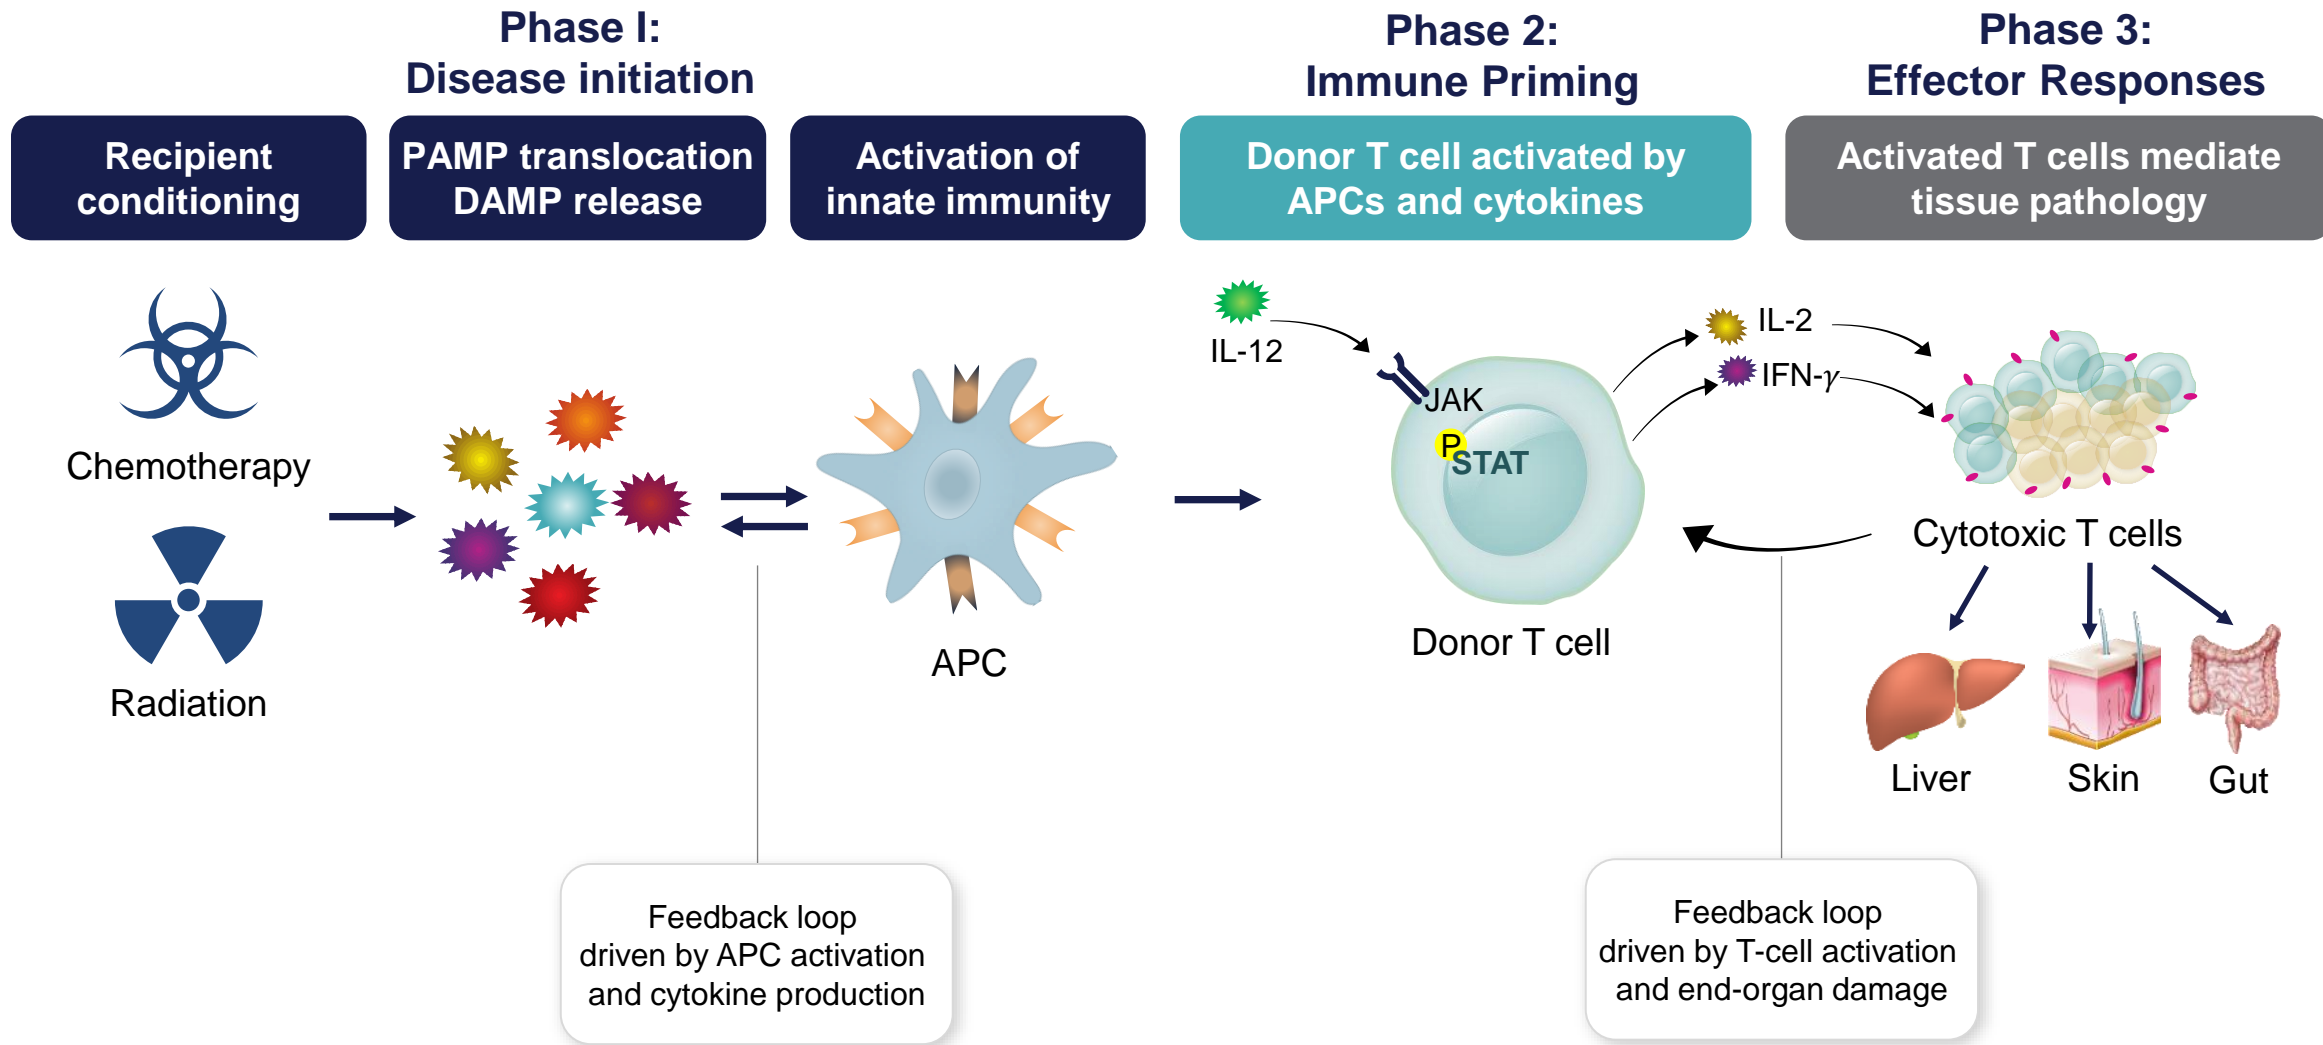 Phase I:
Disease initiation
Phase 2:
Immune Priming
Phase 3:
Effector Responses
Recipient
conditioning
PAMP translocation
DAMP release
Activation of
innate immunity
Donor T cell activated by
APCs and cytokines
Activated T cells mediate
tissue pathology
Chemotherapy
Radiation
APC
IL-12
JAK
P
STAT
Donor T cell
IL-2
IFN-γ
Cytotoxic T cells
Liver
Skin
Gut
Feedback loop
driven by APC activation
and cytokine production
Feedback loop
driven by T-cell activation
and end-organ damage